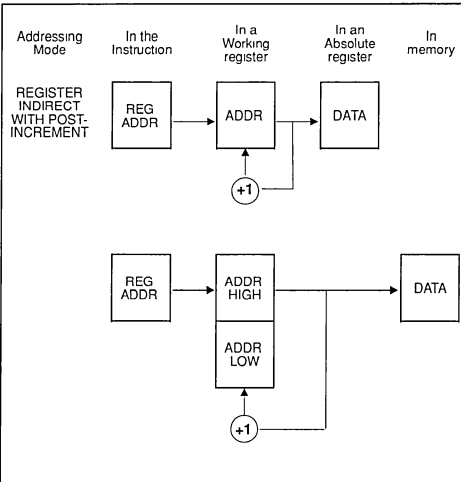 Addressing Mode
In the Instruction
In a Working register
In an Absolute register
In memory
REGISTER
INDIRECT
WITH POST-
INCREMENT
REG
ADDR
ADDR
DATA
+1
REG
ADDR
ADDR
HIGH
DATA
ADDR
LOW
+1